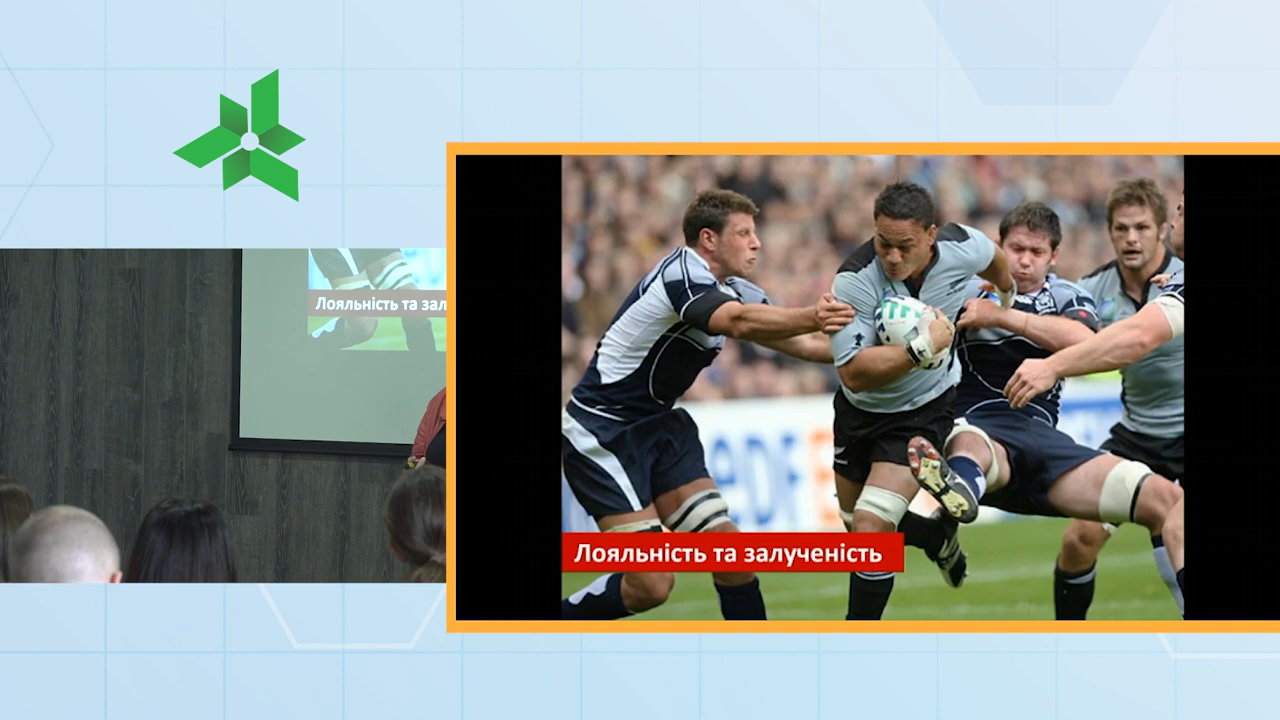 Лояльність та зал
Лояльність та залученість